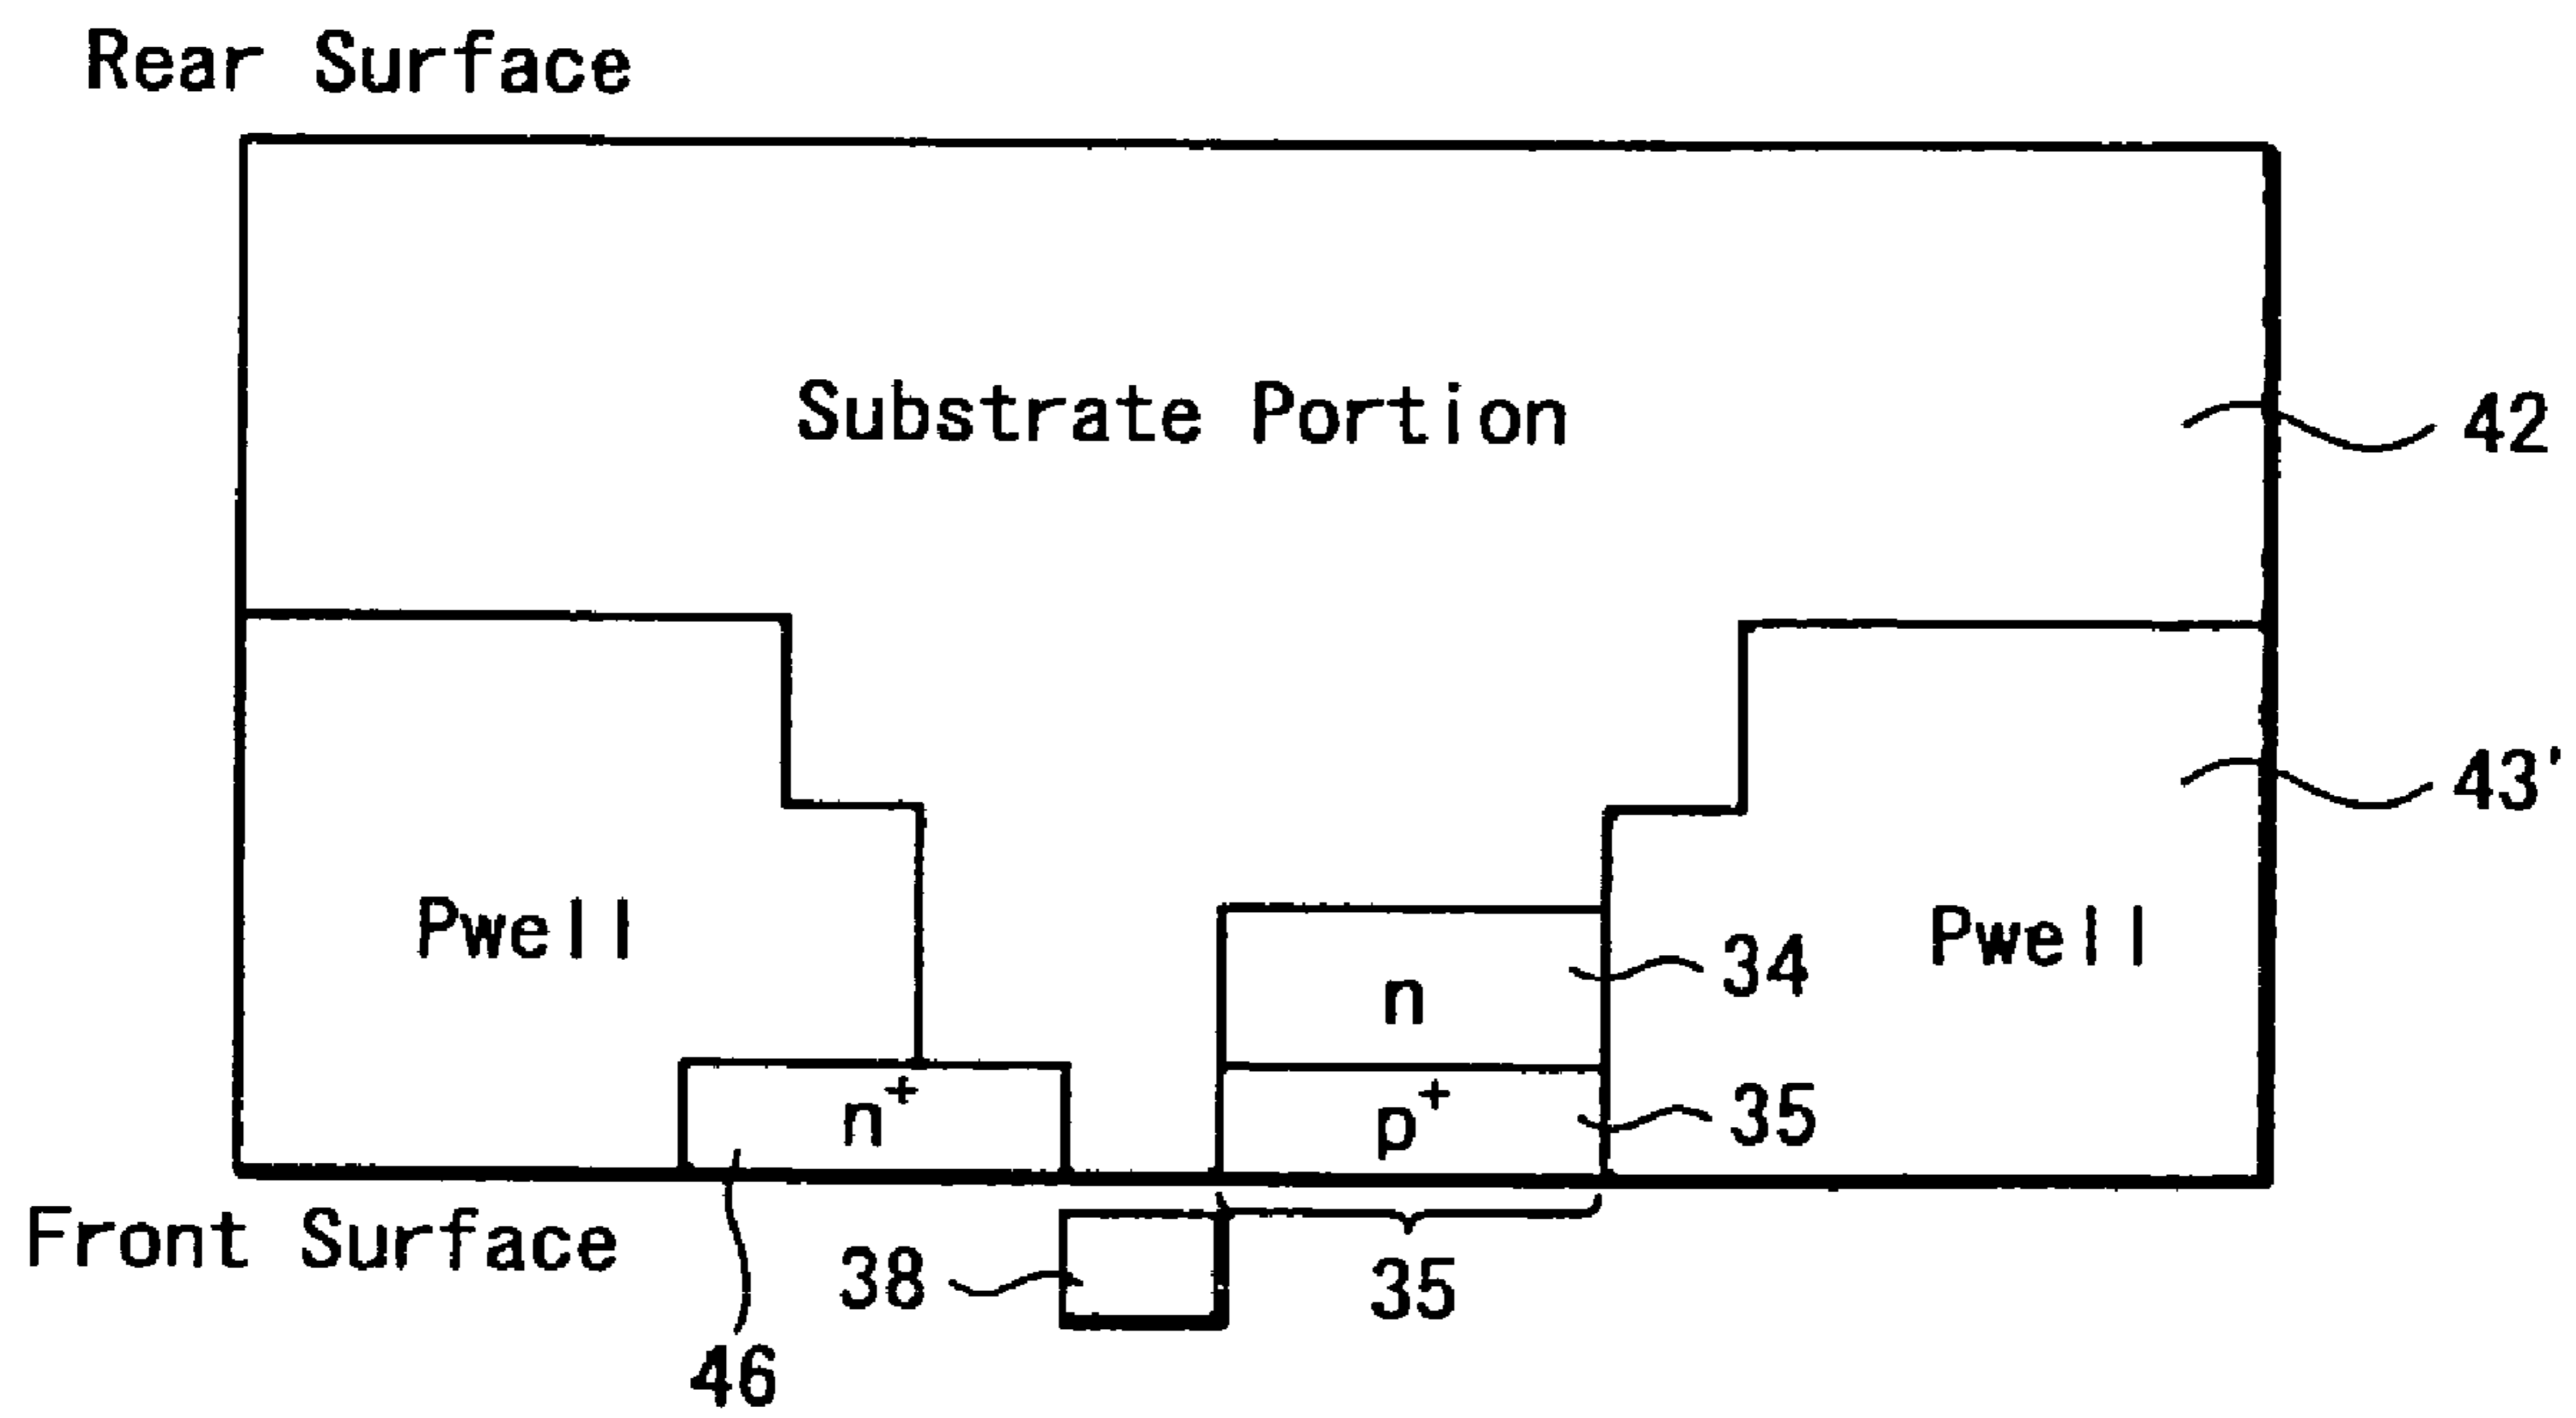 Rear Surface
Substrate Portion
42
43'
Pwell
Pwell
n
34
n+
p+
35
Front Surface
38
35
46